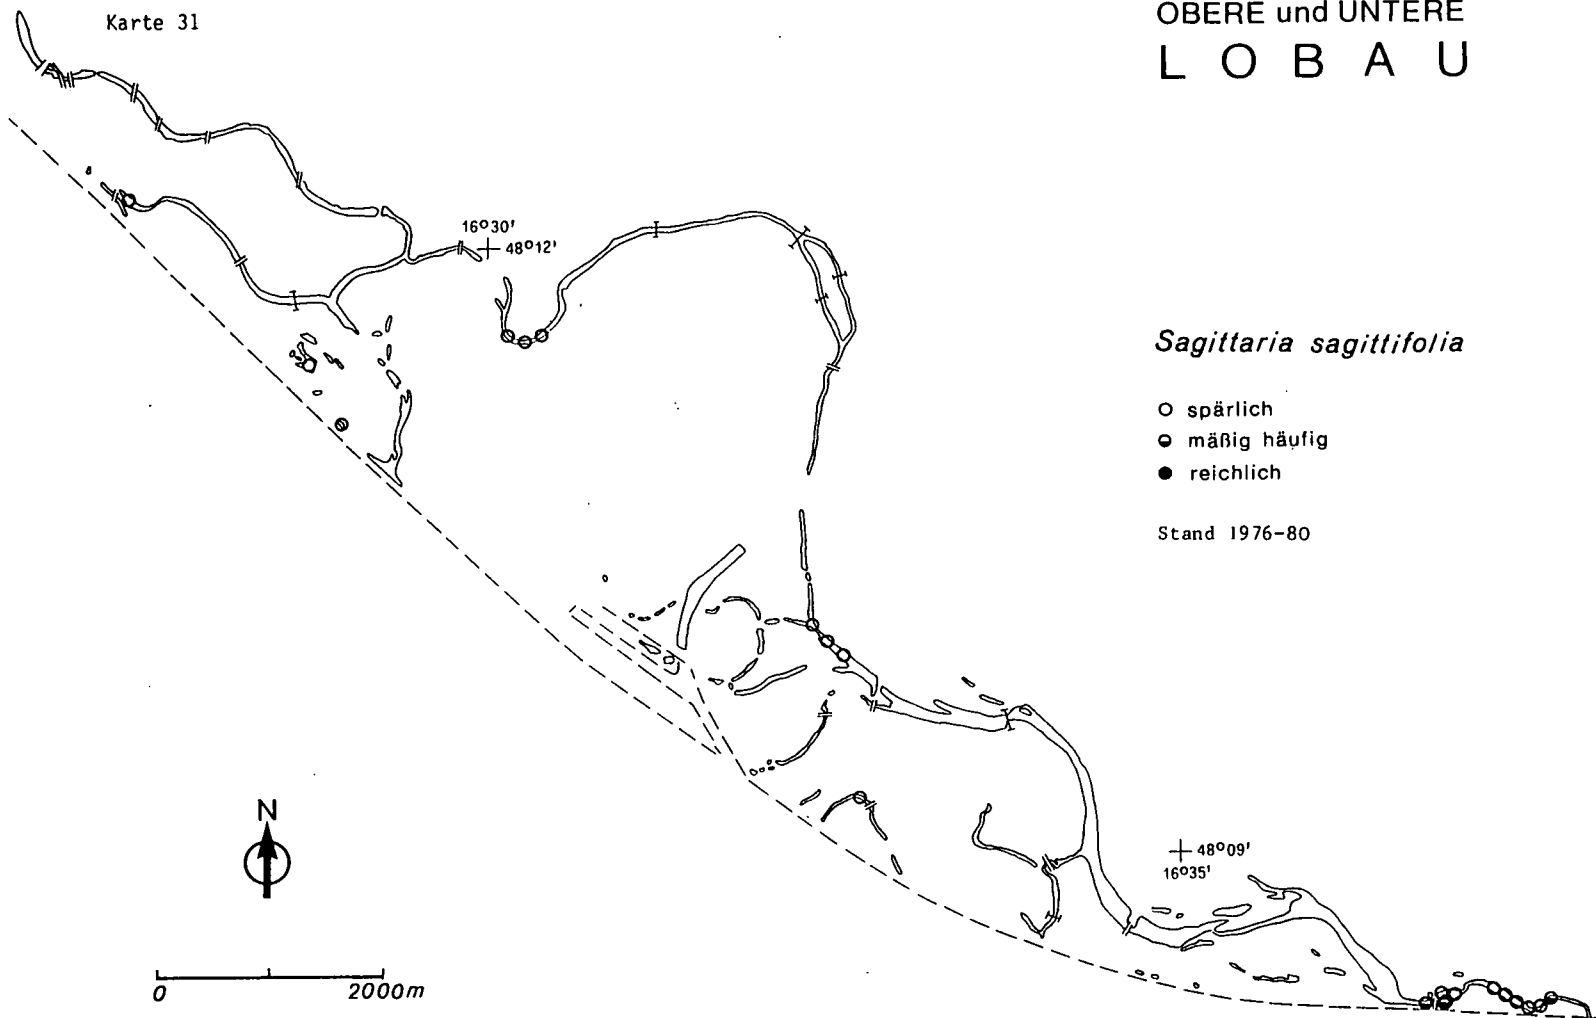 Karte 31
OBERE und UNTERE
LOBAU
16°30'
48°12'
Sagittaria sagittifolia
spärlich
mäßig häufig
reichlich
Stand 1976-80
N
48°09'
16°35'
0 2000m